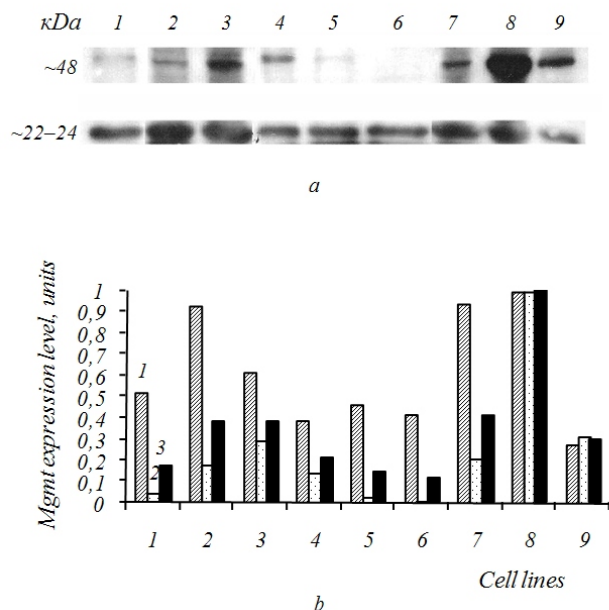 кDa 1 2 3 4 5 6 7 8 9
~48
~22–24
a
Mgmt expression level, units
1
0,9
0,8
0,7
0,6
0,5
0,4
0,3
0,2
0,1
0
1
2
3
1 2 3 4 5 6 7 8 9
Cell lines
b